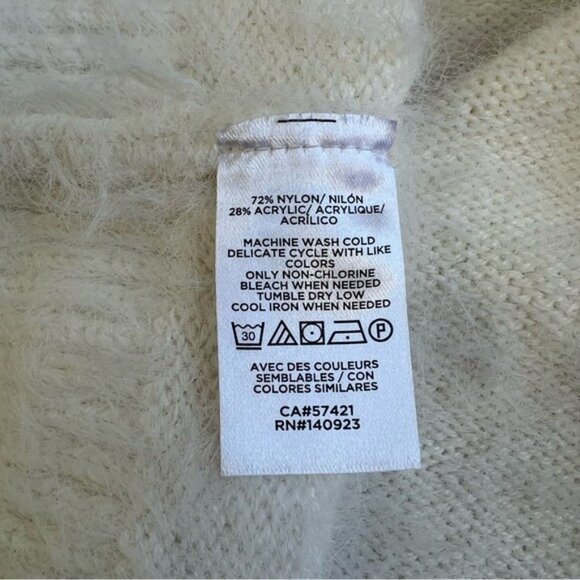 72% NYLON/ NILÓN
28% ACRYLIC/ ACRYLIQUE/
ACRÍLICO
MACHINE WASH COLD
DELICATE CYCLE WITH LIKE
COLORS
ONLY NON-CHLORINE
BLEACH WHEN NEEDED
TUMBLE DRY LOW
COOL IRON WHEN NEEDED
30 P
AVEC DES COULEURS
SEMBLABLES / CON
COLORES SIMILARES
CA#57421
RN#140923